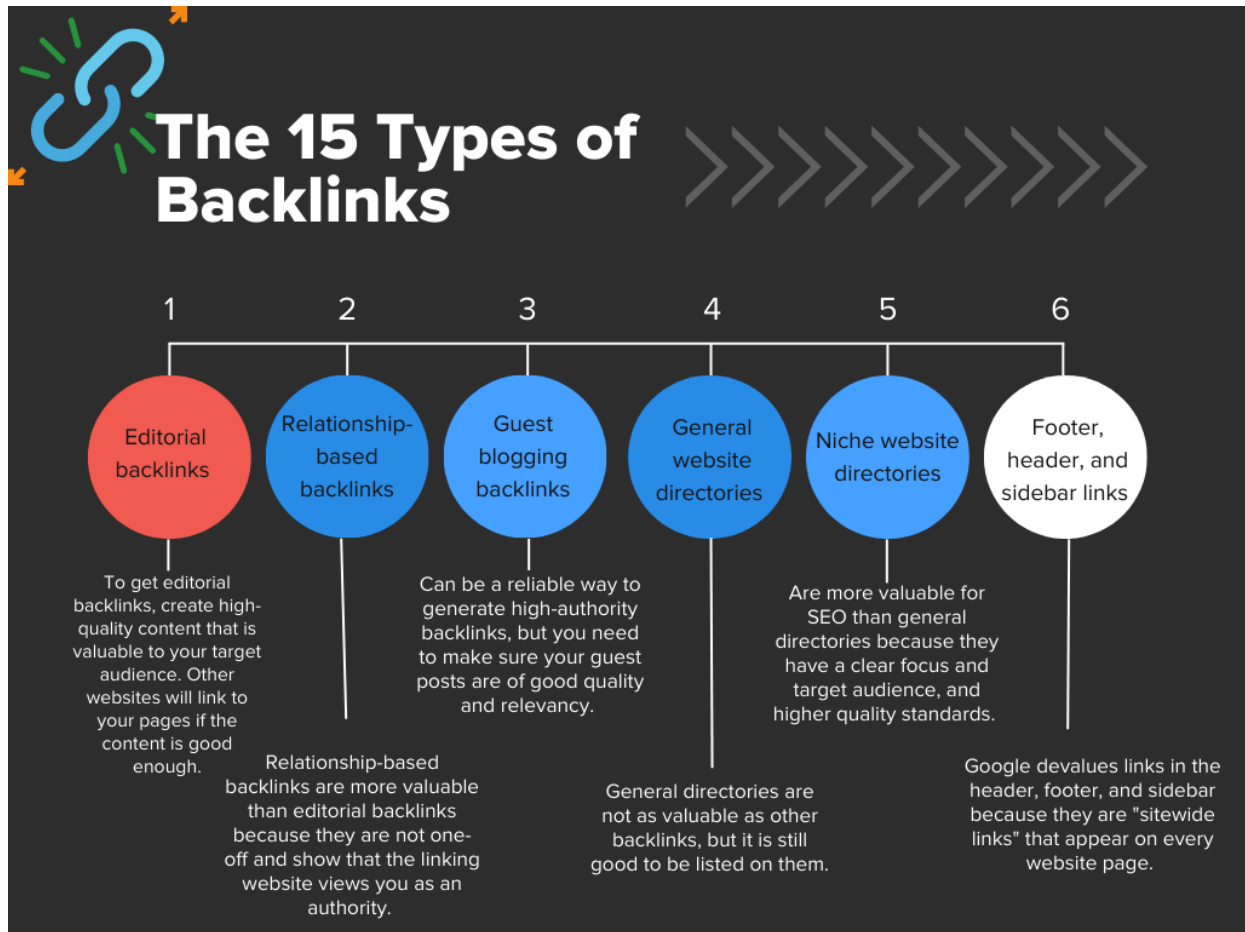 The 15 Types of
Backlinks
1
2
3
4
5
6
Editorial
backlinks
Relationship-
based
backlinks
Guest
blogging
backlinks
General
website
directories
Niche website
directories
Footer,
header, and
sidebar links
To get editorial
backlinks, create high-
quality content that is
valuable to your target
audience. Other
websites will link to
your pages if the
content is good
enough.
Relationship-based
backlinks are more valuable
than editorial backlinks
because they are not one-
off and show that the linking
website views you as an
authority.
Can be a reliable way to
generate high-authority
backlinks, but you need
to make sure your guest
posts are of good quality
and relevancy.
General directories are
not as valuable as other
backlinks, but it is still
good to be listed on them.
Are more valuable for
SEO than general
directories because they
have a clear focus and
target audience, and
higher quality standards.
Google devalues links in the
header, footer, and sidebar
because they are "sitewide
links" that appear on every
website page.